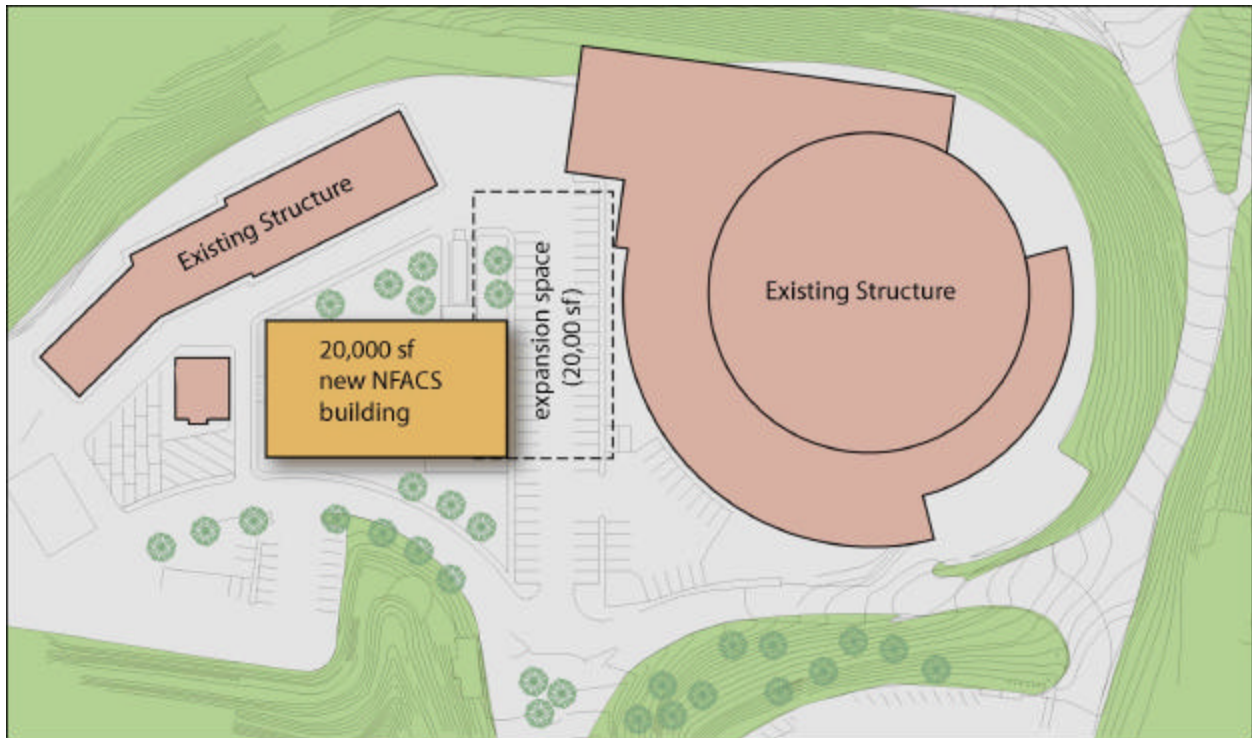 Existing Structure
20,000 sf
new NFACS
building
expansion space
(20,00 sf)
Existing Structure